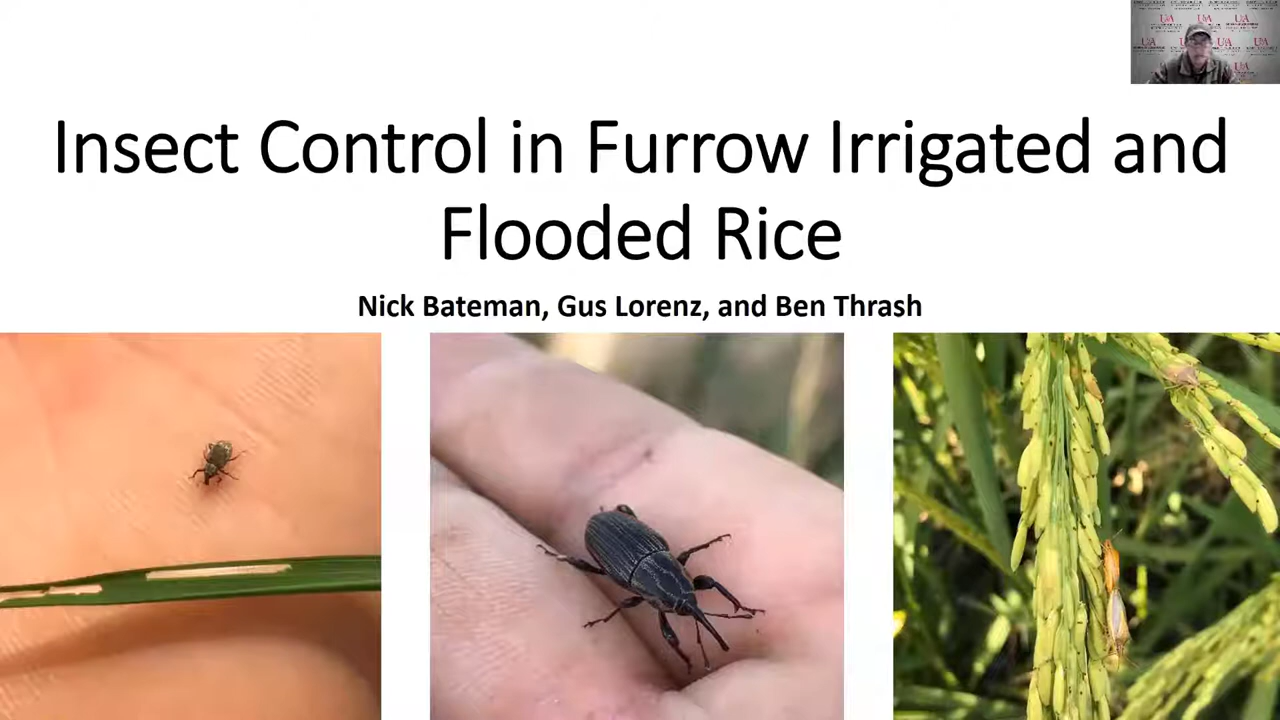 Insect Control in Furrow Irrigated and
Flooded Rice
Nick Bateman, Gus Lorenz, and Ben Thrash